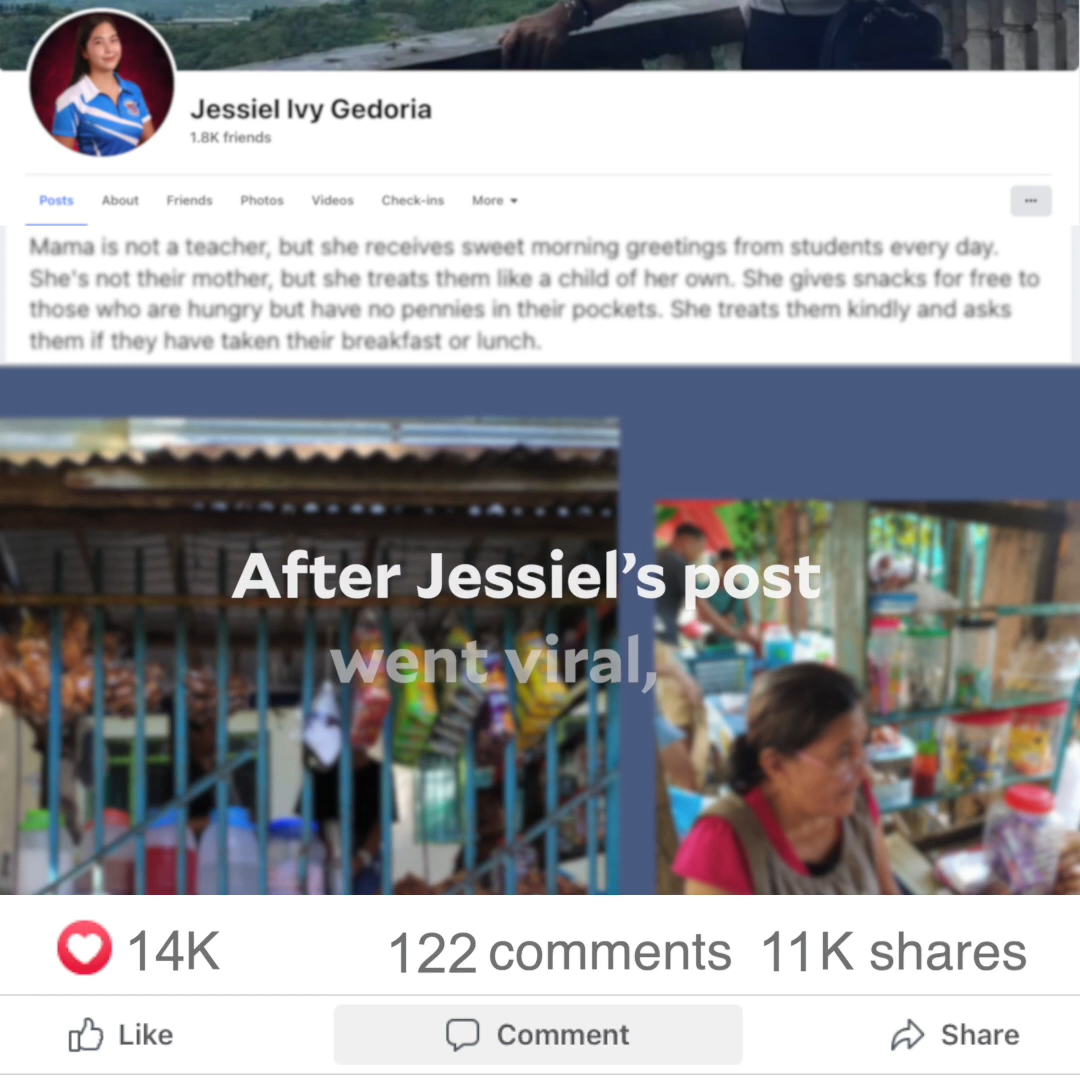 Jessiel Ivy Gedoria
1.8K friends
Posts About Friends Photos Videos Check-ins More
Mama is not a teacher, but she receives sweet morning greetings from students every day.
She's not their mother, but she treats them like a child of her own. She gives snacks for free to
those who are hungry but have no pennies in their pockets. She treats them kindly and asks
them if they have taken their breakfast or lunch.
After Jessiel’s post
went viral,
14K 122 comments 11K shares
Like Comment Share